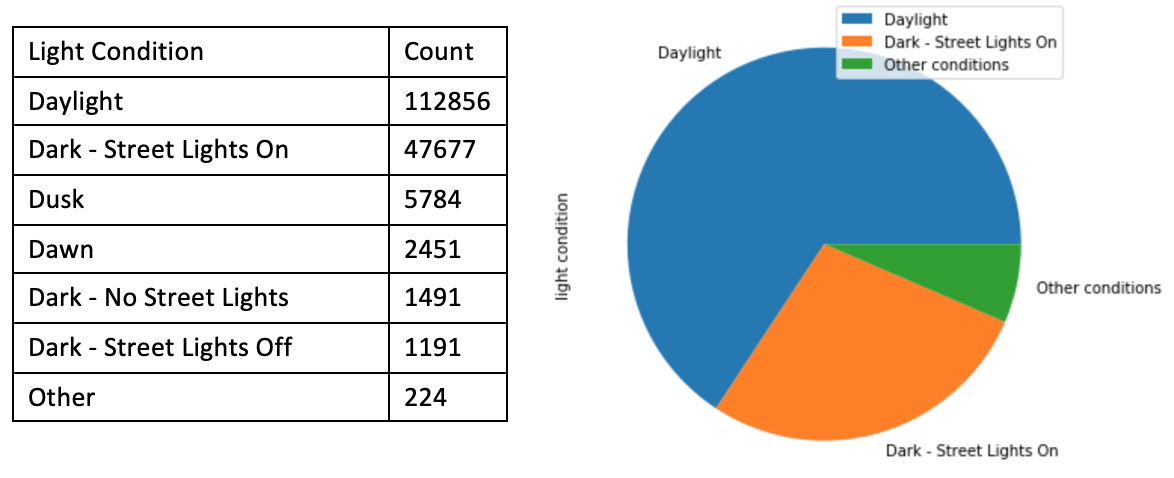 Light Condition Count
Daylight 112856
Dark - Street Lights On 47677
Dusk 5784
Dawn 2451
Dark - No Street Lights 1491
Dark - Street Lights Off 1191
Other 224
Daylight
Dark - Street Lights On
Other conditions
Daylight
light condition
Other conditions
Dark - Street Lights On